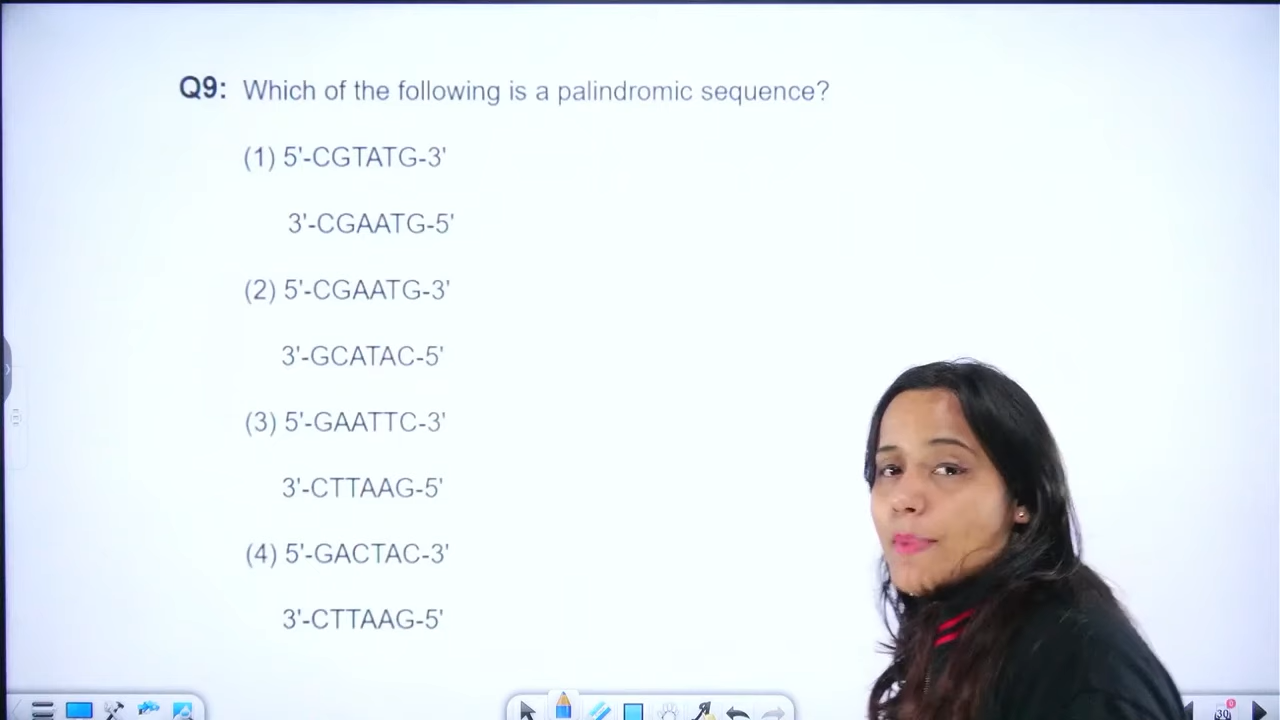 Q9: Which of the following is a palindromic sequence?
(1) 5'-CGTATG-3'
3'-CGAATG-5'
(2) 5'-CGAATG-3'
3'-GCATAC-5'
(3) 5'-GAATTC-3'
3'-CTTAAG-5'
(4) 5'-GACTAC-3'
3'-CTTAAG-5'
30